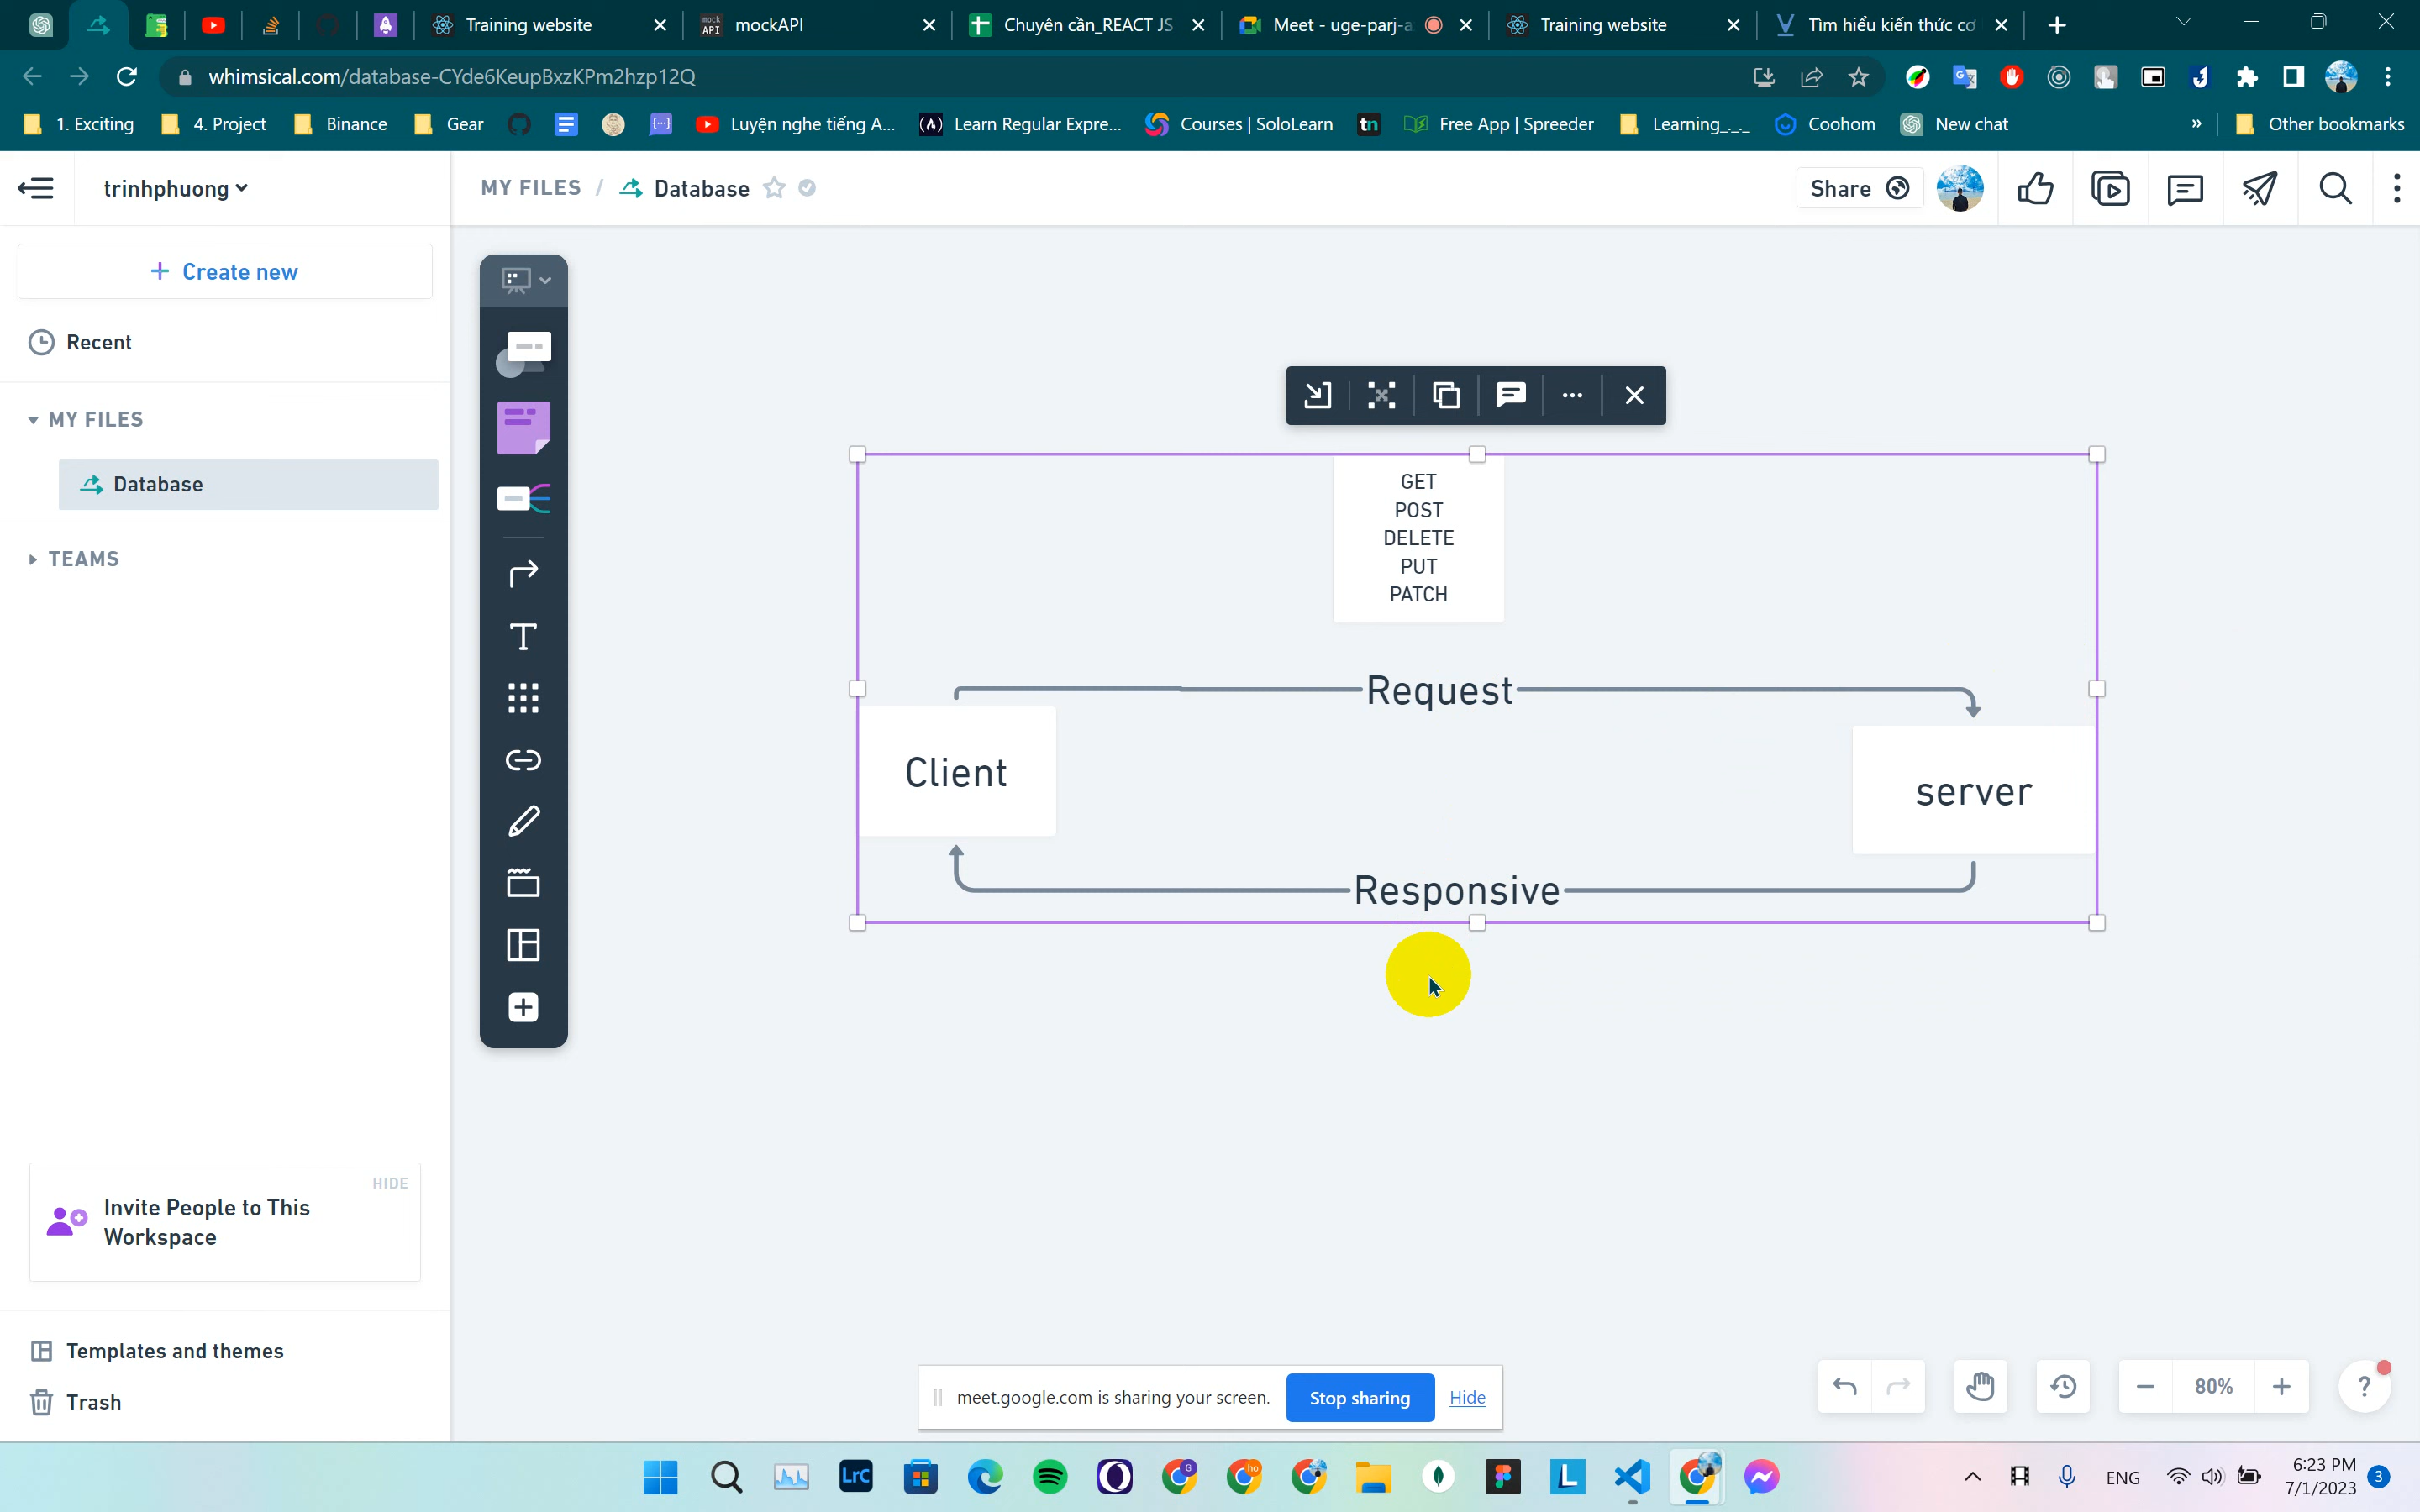 Training website
mockAPI
Chuyên cần_REACT JS
Meet - uge-parj-a
Training website
Tìm hiểu kiến thức cơ
whimsical.com/database-CYde6KeupBxzKPm2hzp12Q
1. Exciting
4. Project
Binance
Gear
Luyện nghe tiếng A...
Learn Regular Expre...
Courses | SoloLearn
tn
Free App | Spreeder
Learning_._
Coohom
New chat
»
Other bookmarks
trinhphuong
MY FILES / Database
Share
+ Create new
Recent
MY FILES
Database
TEAMS
GET
POST
DELETE
PUT
PATCH
Request
Client
server
Responsive
HIDE
Invite People to This
Workspace
Templates and themes
Trash
meet.google.com is sharing your screen.
Stop sharing
Hide
80%
?
LrC
L
ENG
6:23 PM
7/1/2023
3